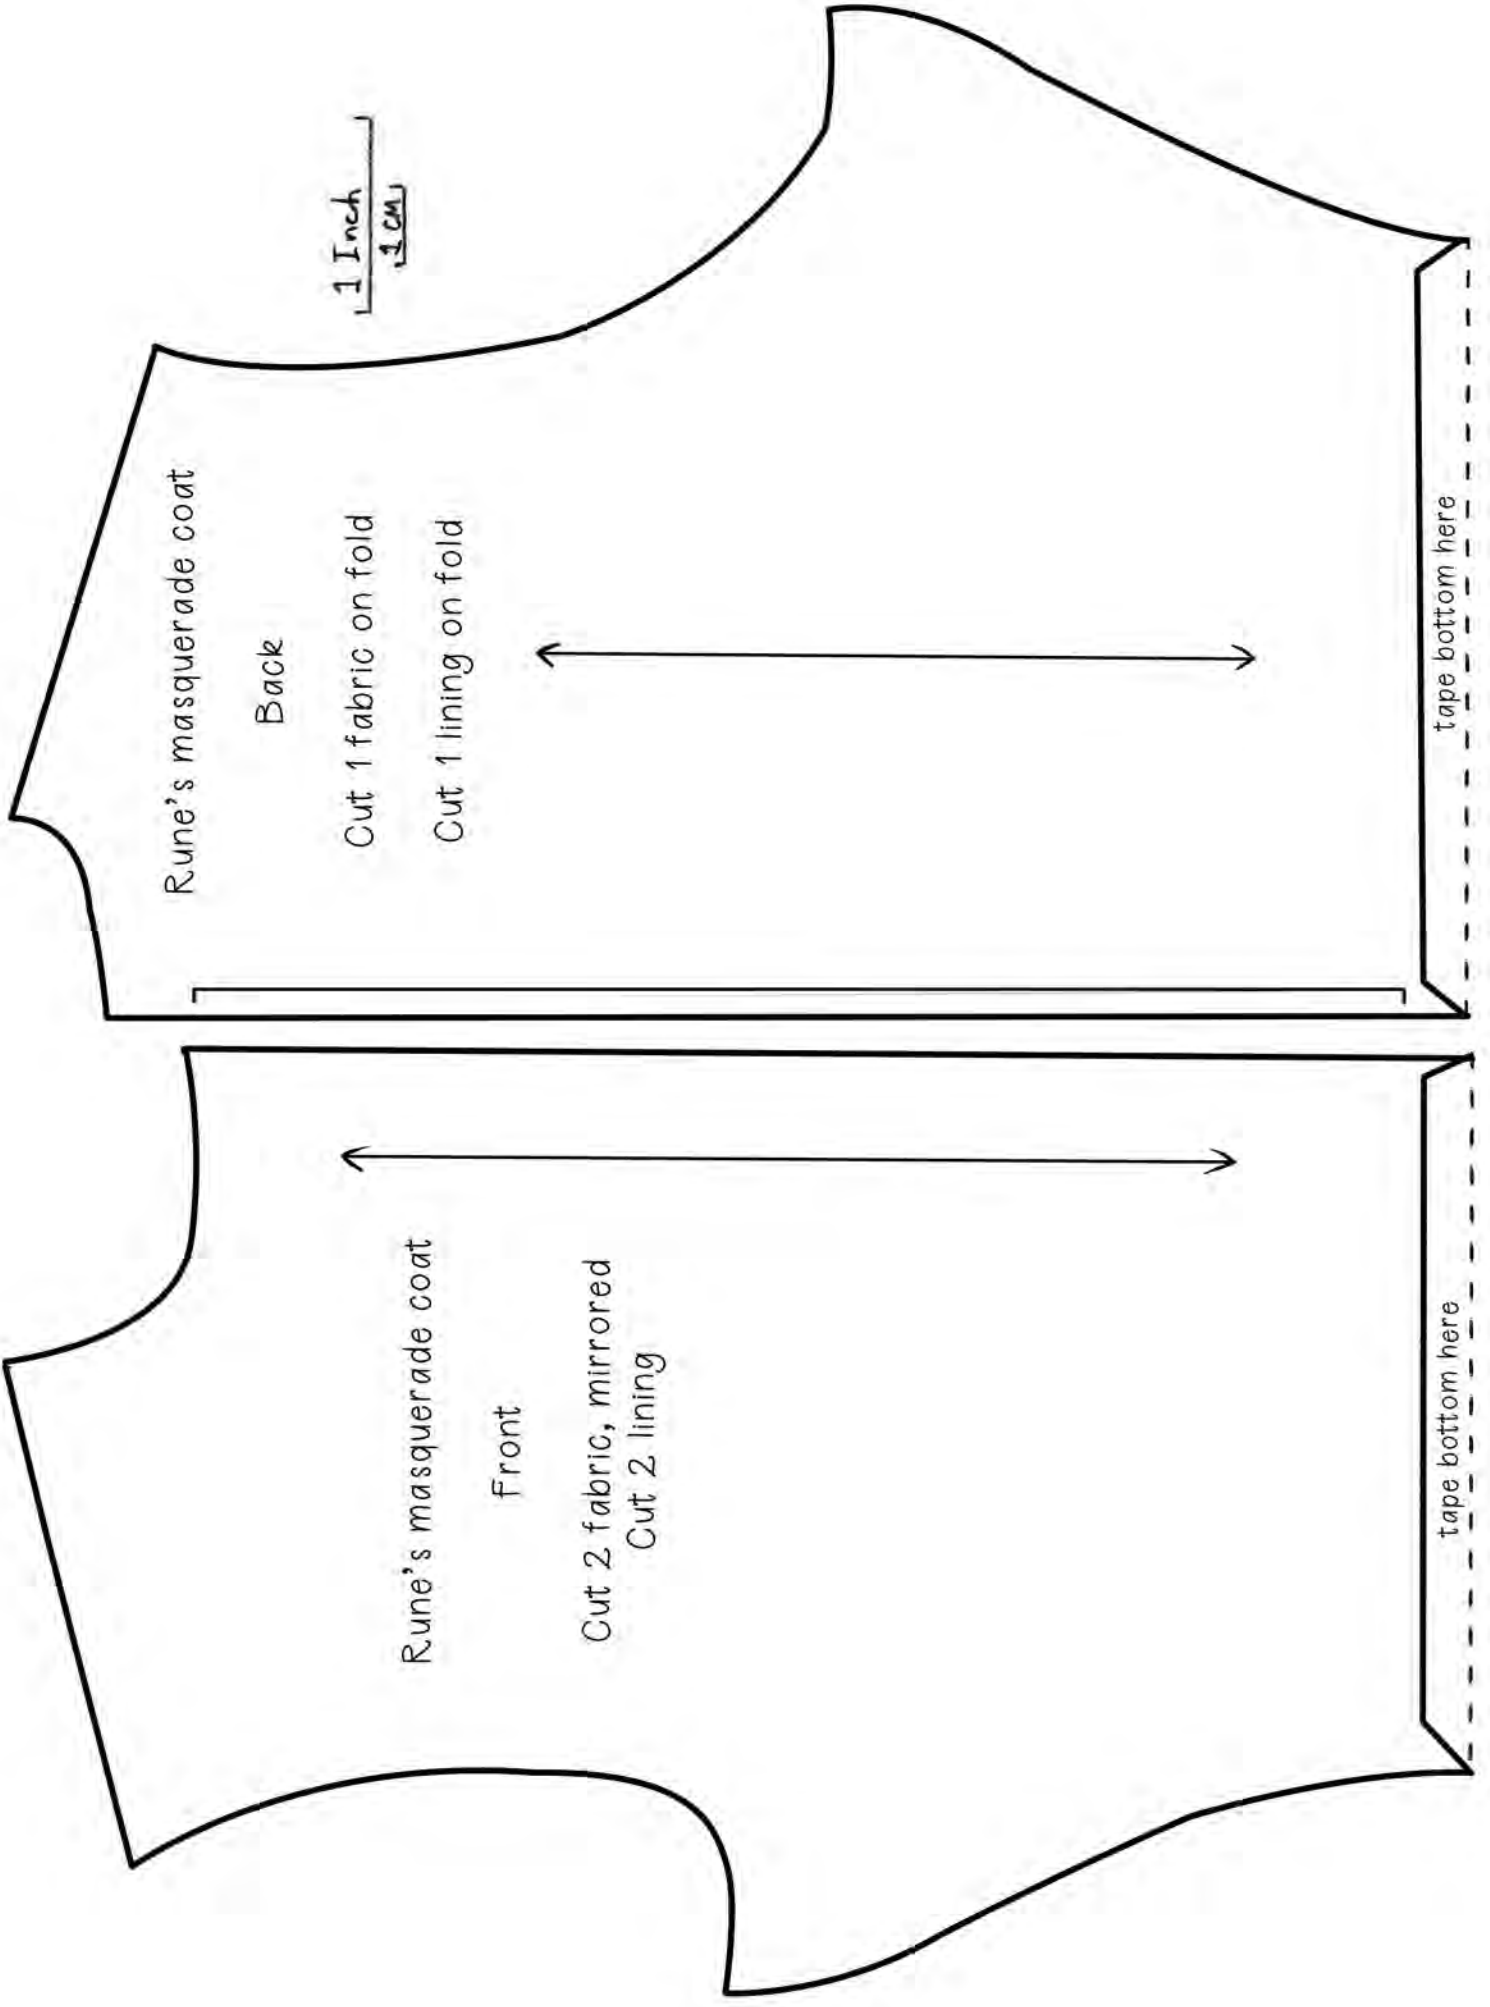 Rune's masquerade coat
Front
Cut 2 fabric, mirrored
Cut 2 lining
tape bottom here
Rune's masquerade coat
Back
Cut 1 fabric on fold
Cut 1 lining on fold
tape bottom here
1 Inch
1 cm